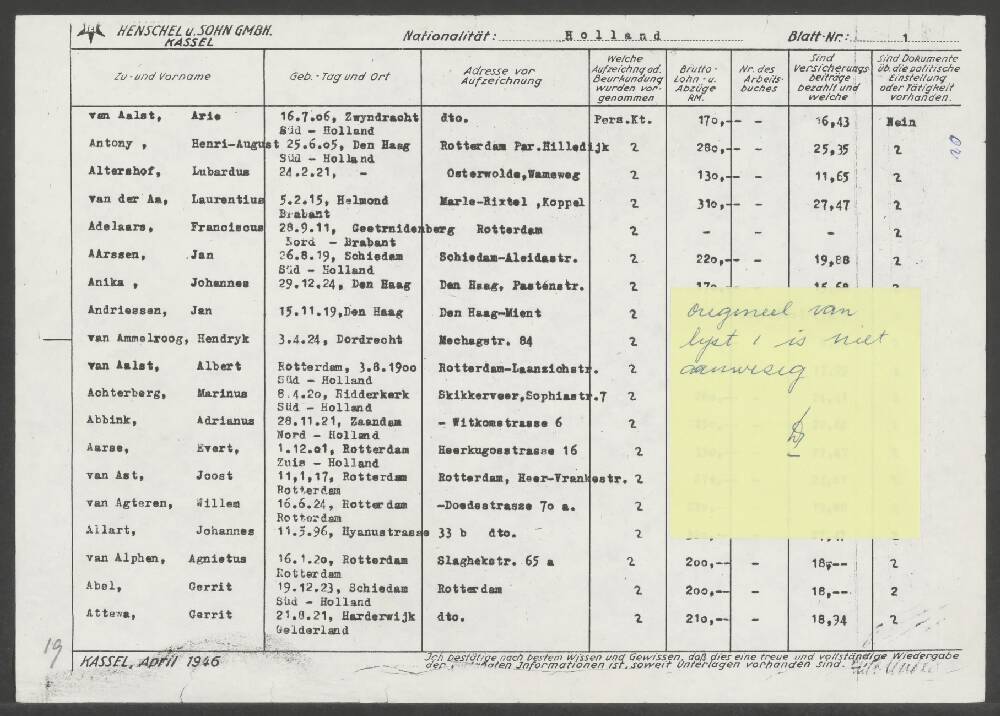 HENSCHEL u. SOHN GMBH.
KASSEL
Nationalität: Holland
Blatt-Nr.: 1
Zu-und Vorname
Geb.-Tag und Ort
Adresse vor Aufzeichnung
Welche Aufzeichng od. Beurkundung wurden vor-genommen
Brutto-Lohn-u. Abzüge RM.
Nr. des Arbeits-buches
Sind Versicherungs-beiträge bezahlt und welche
Sind Dokumente üb. die politische Einstellung oder Tätigkeit vorhanden.
van Aalst, Arie 16.7.06, Zwyndracht dto. Pers.Kt. 170,-- - 16,43 Nein
Süd - Holland
Antony , Henri-August 25.6.05, Den Haag Rotterdam Par.Hilledijk 2 280,-- - 25,35 2
Süd - Holland
Altershof, Lubardus 24.2.21, - Osterwolde,Wameweg 2 130,-- - 11,65 2
van der Aa, Laurentius 5.2.15, Helmond Marle-Rixtel ,Koppel 2 310,-- - 27,47 2
Brabant
Adelaars, Franciscus 28.9.11, Geetrnidenberg Rotterdam 2 - - - 2
Nord - Brabant
AArssen, Jan 26.8.19, Schiedam Schiedam-Aleidastr. 2 220,-- - 19,88 2
Süd - Holland
Anika , Johannes 29.12.24, Den Haag Den Haag, Pasténstr. 2
Andriessen, Jan 15.11.19,Den Haag Den Haag-Mient 2
van Ammelroog, Hendryk 3.4.24, Dordrecht Mechagstr. 84 2
van Aalst, Albert Rotterdam, 3.8.1900 Rotterdam-Laanzichstr. 2
Süd - Holland
Achterberg, Marinus 8.4.20, Ridderkerk Skikkerveer,Sophiastr.7 2
Süd - Holland
Abbink, Adrianus 28.11.21, Zaandam - Witkomstrasse 6 2
Nord - Holland
Aarse, Evert, 1.12.01, Rotterdam Heerkugosstrasse 16 2
Zuis - Holland
van Ast, Joost 11,1,17, Rotterdam Rotterdam, Heer-Vrankestr. 2
Rotterdam
van Agteren, Willem 16.6.24, Rotterdam -Doedsstrasse 70 a. 2
Rotterdam
Allart, Johannes 11.5.96, Hyanustrasse 33 b dto. 2
van Alphen, Agnietus 16.1.20, Rotterdam Slaghekstr. 65 a 2 200,-- - 18,-- 2
Rotterdam
Abel, Gerrit 19.12.23, Schiedam Rotterdam 2 200,-- - 18,-- 2
Süd - Holland
Attewa, Gerrit 21.8.21, Harderwijk dto. 2 210,-- - 18,94 2
Gelderland
origineel van
lijst 1 is niet
aanwezig
20
19
KASSEL, April 1946
Ich bestätige nach bestem Wissen und Gewissen, daß dies eine treue und vollständige Wiedergabe
der Informationen ist, soweit Unterlagen vorhanden sind.